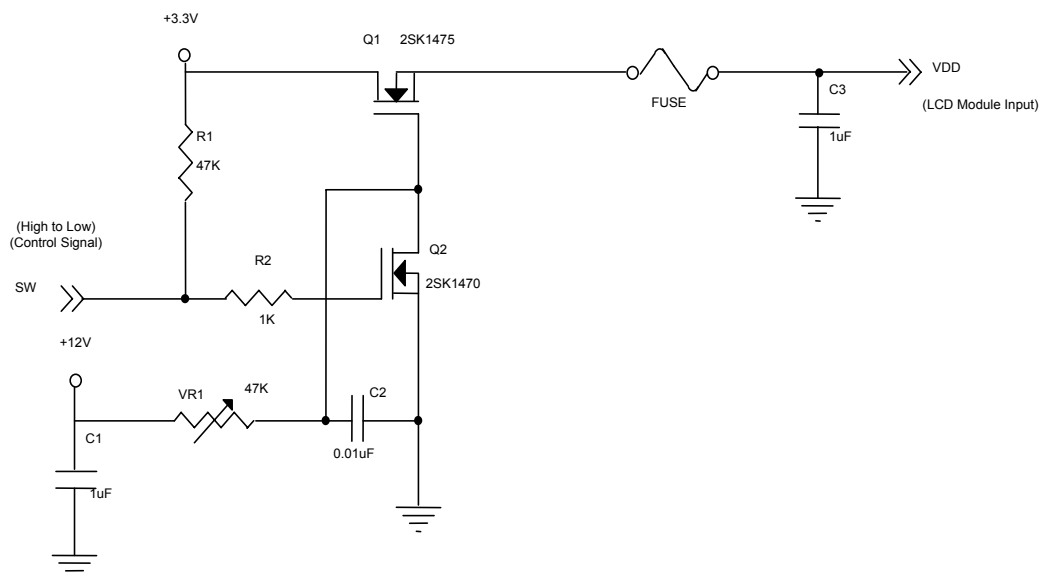 +3.3V
Q1 2SK1475
VDD
FUSE
C3
(LCD Module Input)
1uF
R1
47K
(High to Low)
(Control Signal)
Q2
R2
2SK1470
SW
1K
+12V
VR1
47K
C2
C1
0.01uF
1uF